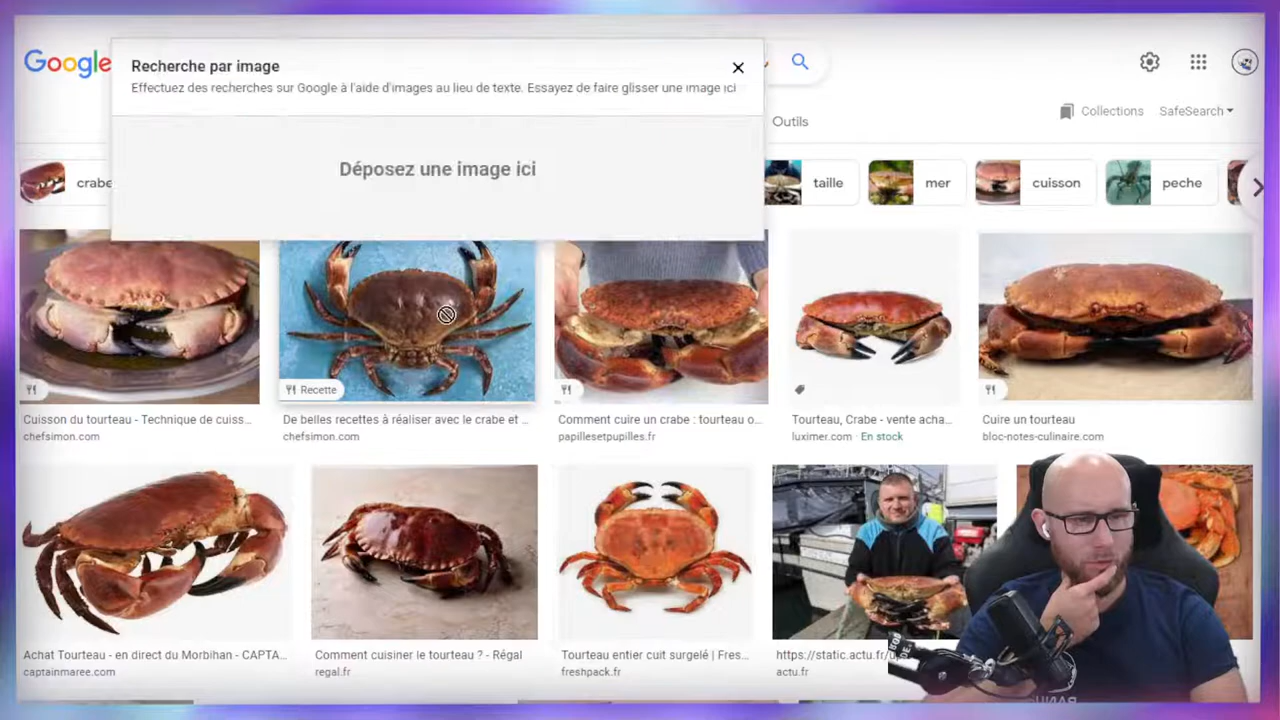 Google
Recherche par image
Effectuez des recherches sur Google à l'aide d'images au lieu de texte. Essayez de faire glisser une image ici
Déposez une image ici
Outils
Collections
SafeSearch
crabe
taille
mer
cuisson
peche
Recette
Cuisson du tourteau - Technique de cuiss...
chefsimon.com
De belles recettes à réaliser avec le crabe et ...
chefsimon.com
Comment cuire un crabe : tourteau o...
papillesetpupilles.fr
Tourteau, Crabe - vente acha...
luximer.com · En stock
Cuire un tourteau
bloc-notes-culinaire.com
Achat Tourteau - en direct du Morbihan - CAPTA...
captainmaree.com
Comment cuisiner le tourteau ? - Régal
regal.fr
Tourteau entier cuit surgelé | Fres...
freshpack.fr
https://static.actu.fr/
actu.fr